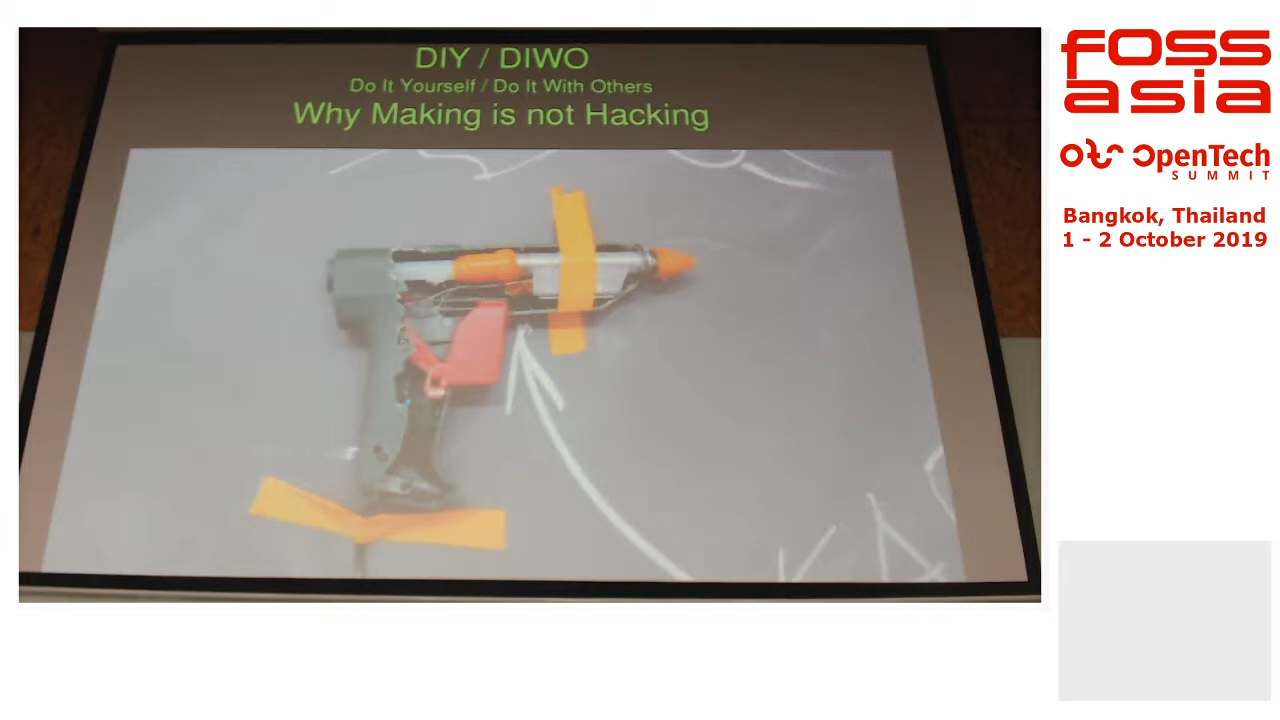 DIY / DIWO
Do It Yourself / Do It With Others
Why Making is not Hacking
FOSS
asia
OpenTech
SUMMIT
Bangkok, Thailand
1 - 2 October 2019